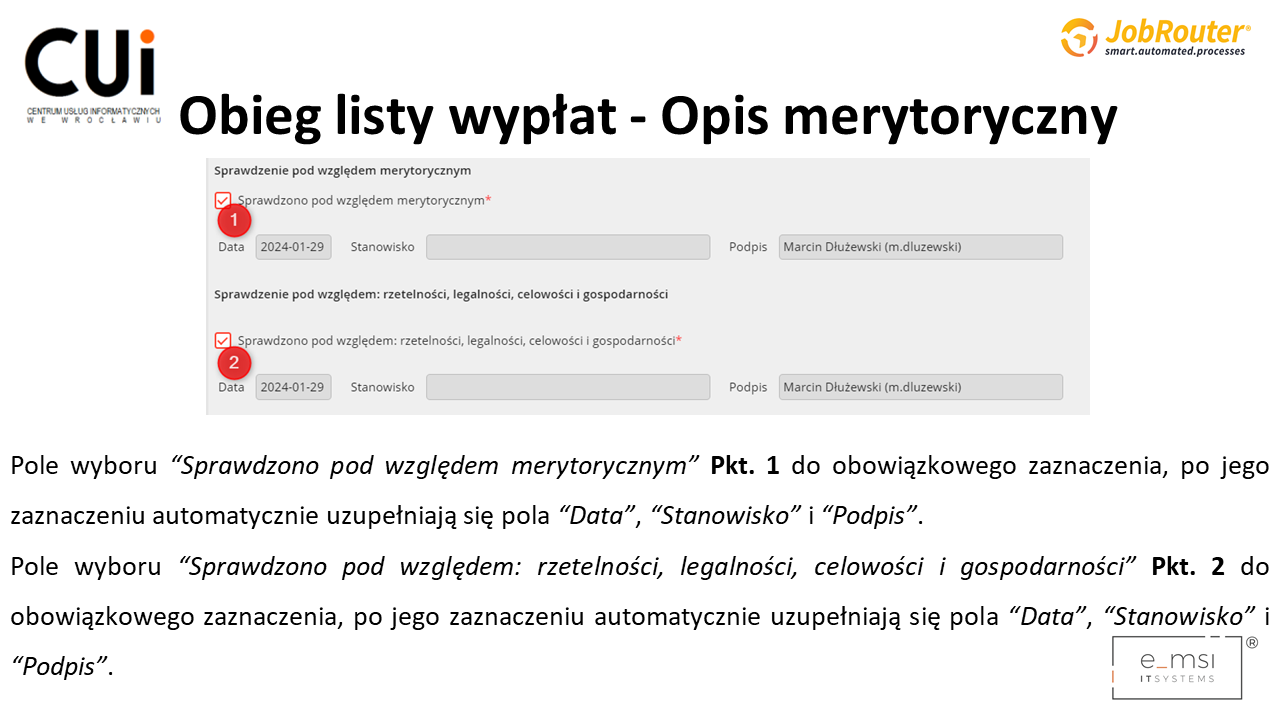 CUi
CENTRUM USŁUG INFORMATYCZNYCH
WE WROCŁAWIU
JobRouter®
smart.automated.processes
Obieg listy wypłat - Opis merytoryczny
Sprawdzenie pod względem merytorycznym
Sprawdzono pod względem merytorycznym*
1
Data 2024-01-29 Stanowisko Podpis Marcin Dłużewski (m.dluzewski)
Sprawdzenie pod względem: rzetelności, legalności, celowości i gospodarności
Sprawdzono pod względem: rzetelności, legalności, celowości i gospodarności*
2
Data 2024-01-29 Stanowisko Podpis Marcin Dłużewski (m.dluzewski)
Pole wyboru “Sprawdzono pod względem merytorycznym” Pkt. 1 do obowiązkowego zaznaczenia, po jego
zaznaczeniu automatycznie uzupełniają się pola “Data”, “Stanowisko” i “Podpis”.
Pole wyboru “Sprawdzono pod względem: rzetelności, legalności, celowości i gospodarności” Pkt. 2 do
obowiązkowego zaznaczenia, po jego zaznaczeniu automatycznie uzupełniają się pola “Data”, “Stanowisko” i
“Podpis”.
e_msi ®
ITSYSTEMS